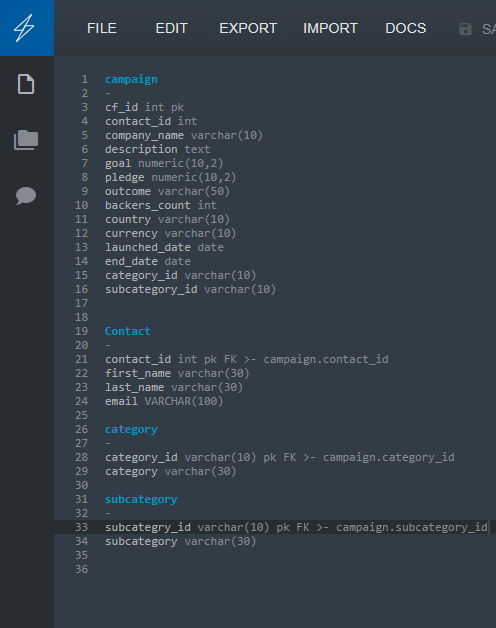 FILE EDIT EXPORT IMPORT DOCS SA
1 campaign
2 -
3 cf_id int pk
4 contact_id int
5 company_name varchar(10)
6 description text
7 goal numeric(10,2)
8 pledge numeric(10,2)
9 outcome varchar(50)
10 backers_count int
11 country varchar(10)
12 currency varchar(10)
13 launched_date date
14 end_date date
15 category_id varchar(10)
16 subcategory_id varchar(10)
17
18
19 Contact
20 -
21 contact_id int pk FK >- campaign.contact_id
22 first_name varchar(30)
23 last_name varchar(30)
24 email VARCHAR(100)
25
26 category
27 -
28 category_id varchar(10) pk FK >- campaign.category_id
29 category varchar(30)
30
31 subcategory
32 -
33 subcategry_id varchar(10) pk FK >- campaign.subcategory_id
34 subcategory varchar(30)
35
36